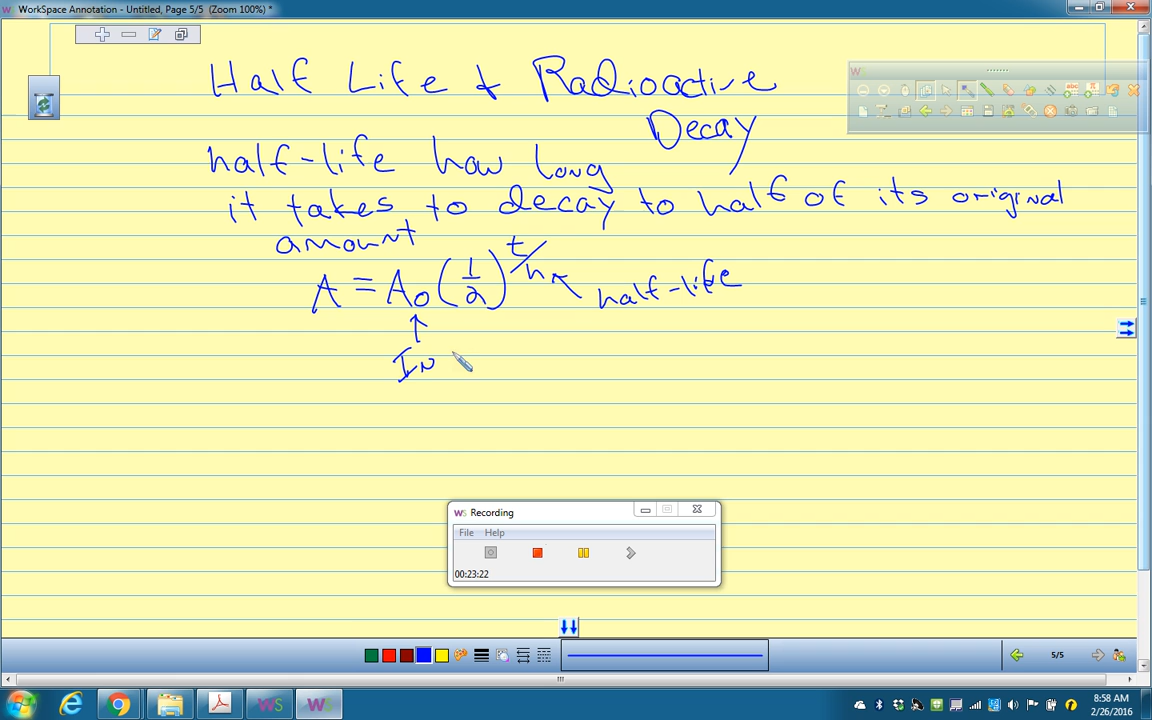 WorkSpace Annotation - Untitled, Page 5/5 (Zoom 100%) *
Half Life & Radioactive
Decay
half-life how long
it takes to decay to half of its original
amount
A = A₀ (1/2)^(t/h) half-life
In
WS Recording
File Help
00:23:22
5/5
8:58 AM
2/26/2016